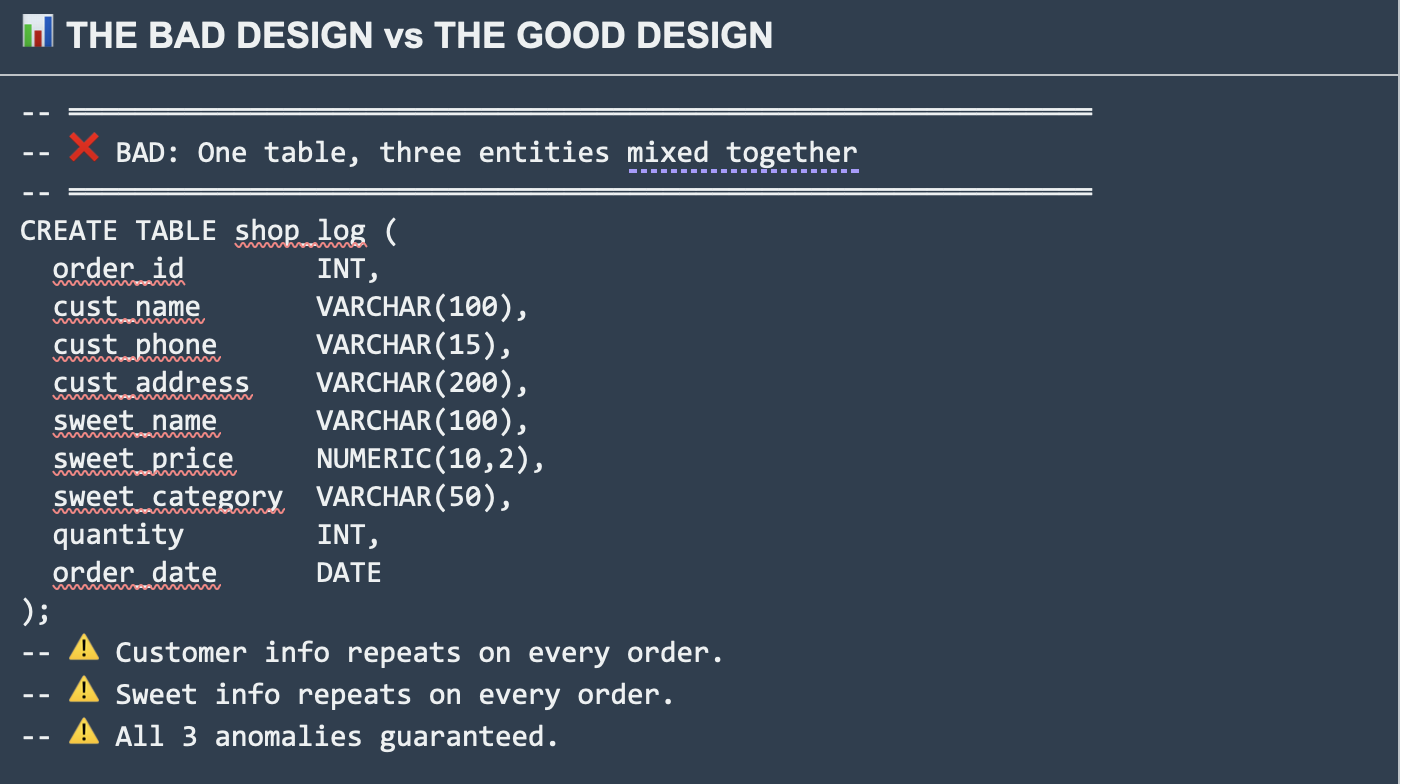 📊 THE BAD DESIGN vs THE GOOD DESIGN
-- ══════════════════════════════════════════════════════════════
-- ❌ BAD: One table, three entities mixed together
-- ══════════════════════════════════════════════════════════════
CREATE TABLE shop_log (
  order_id        INT,
  cust_name       VARCHAR(100),
  cust_phone      VARCHAR(15),
  cust_address    VARCHAR(200),
  sweet_name      VARCHAR(100),
  sweet_price     NUMERIC(10,2),
  sweet_category  VARCHAR(50),
  quantity        INT,
  order_date      DATE
);
-- ⚠️ Customer info repeats on every order.
-- ⚠️ Sweet info repeats on every order.
-- ⚠️ All 3 anomalies guaranteed.